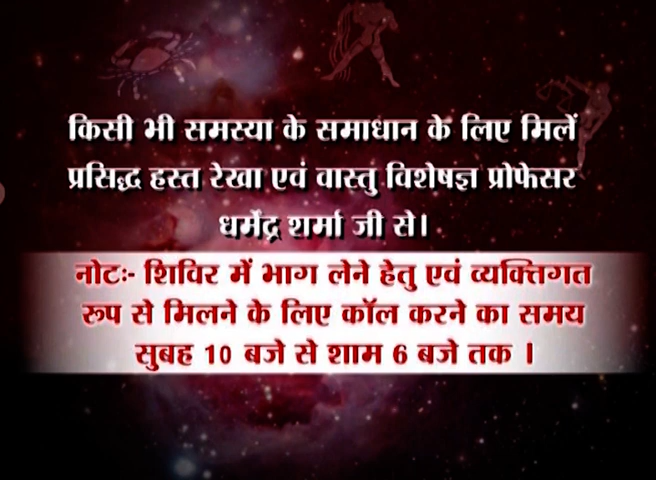 किसी भी समस्या के समाधान के लिए मिलें
प्रसिद्ध हस्त रेखा एवं वास्तु विशेषज्ञ प्रोफेसर
धर्मेंद्र शर्मा जी से।
नोटः- शिविर में भाग लेने हेतु एवं व्यक्तिगत
रूप से मिलने के लिए कॉल करने का समय
सुबह 10 बजे से शाम 6 बजे तक ।